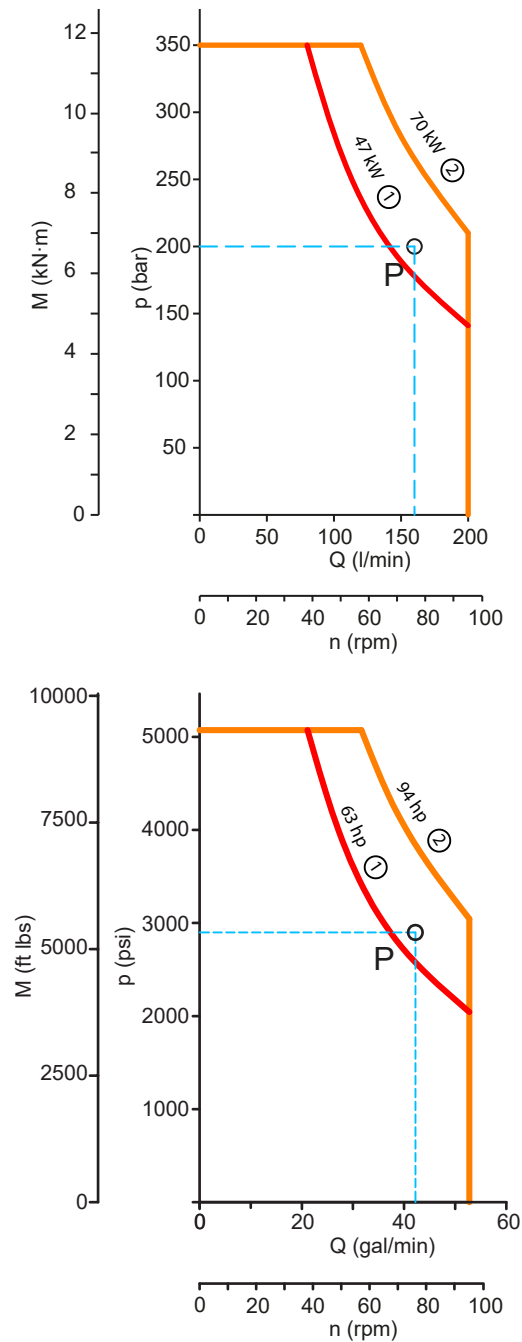 M (kN·m)
12
10
8
6
4
2
0
p (bar)
350
300
250
200
150
100
50
47 kW 1
70 kW 2
P
0 50 100 150 200
Q (l/min)
0 20 40 60 80 100
n (rpm)
M (ft lbs)
10000
7500
5000
2500
0
p (psi)
5000
4000
3000
2000
1000
63 hp 1
94 hp 2
P
0 20 40 60
Q (gal/min)
0 20 40 60 80 100
n (rpm)